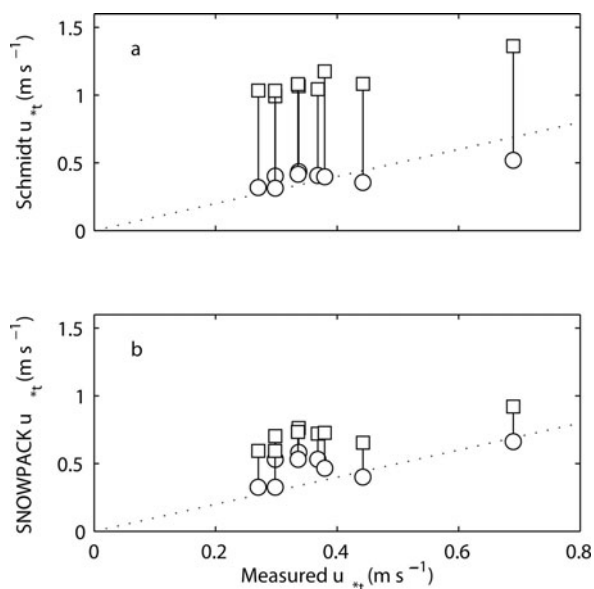 1.5
a
1
0.5
0
Schmidt u *t (m s −1)
1.5
b
1
0.5
0
SNOWPACK u *t (m s −1)
0 0.2 0.4 0.6 0.8
Measured u *t (m s −1)